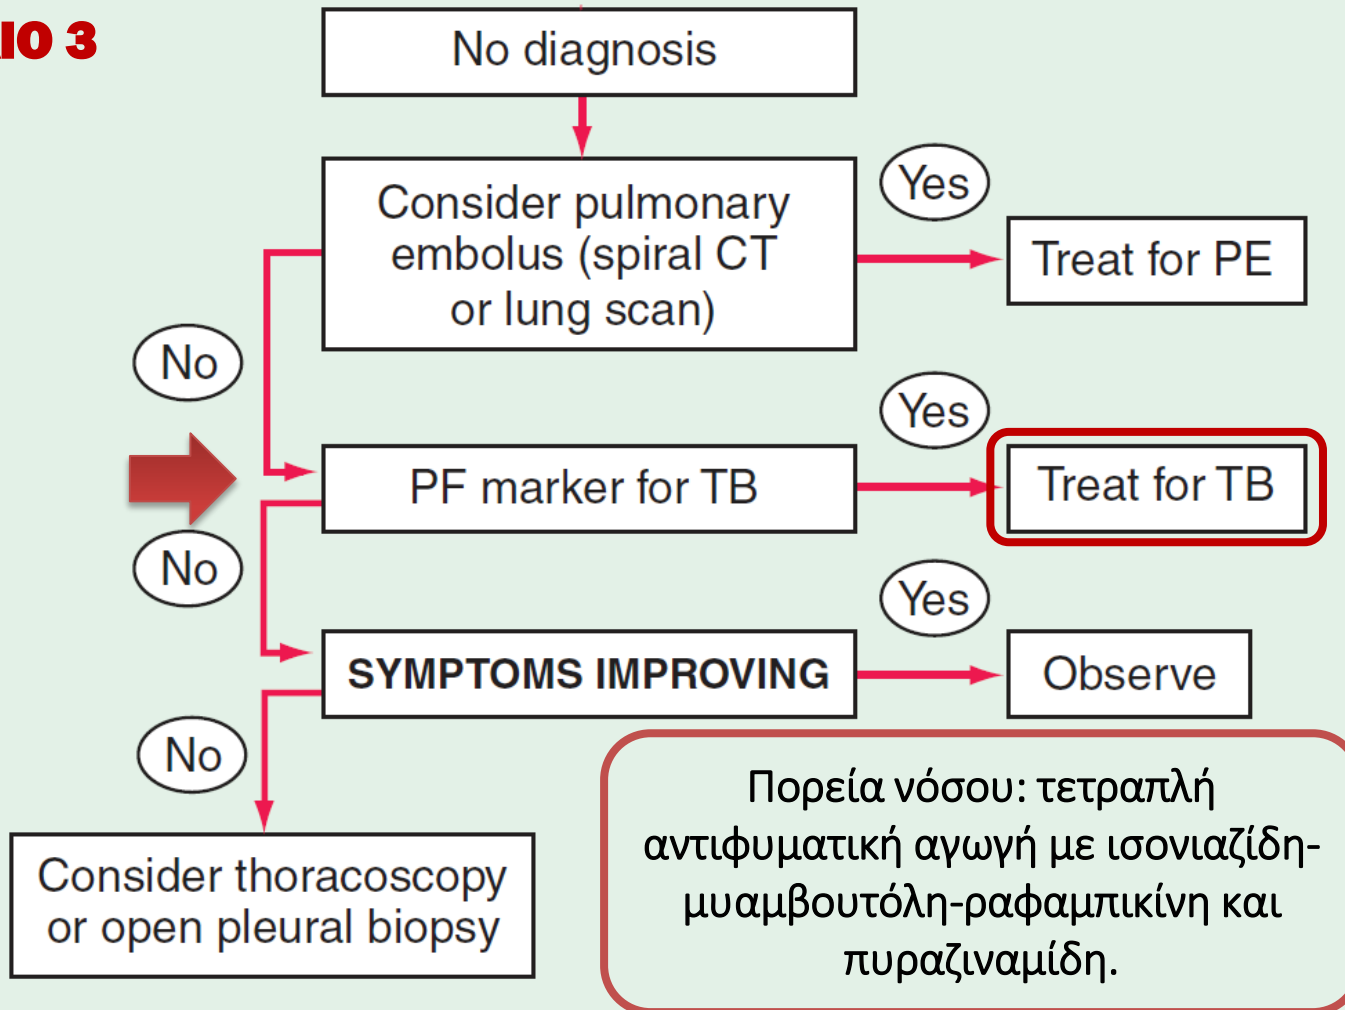 ΙΟ 3
No diagnosis
Consider pulmonary
embolus (spiral CT
or lung scan)
Yes
Treat for PE
No
PF marker for TB
Yes
Treat for TB
No
SYMPTOMS IMPROVING
Yes
Observe
No
Consider thoracoscopy
or open pleural biopsy
Πορεία νόσου: τετραπλή
αντιφυματική αγωγή με ισονιαζίδη-
μυαμβουτόλη-ραφαμπικίνη και
πυραζιναμίδη.